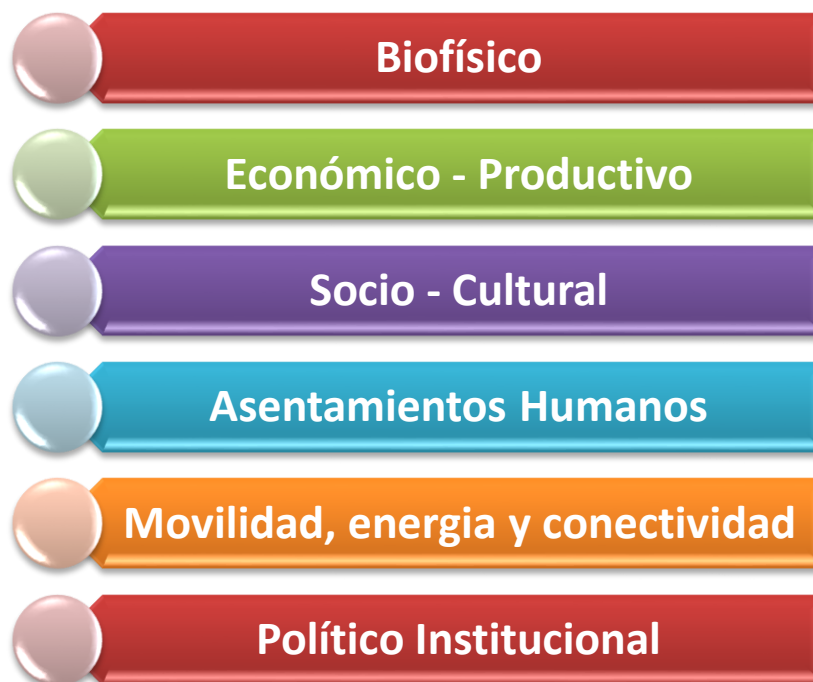 Biofísico
Económico - Productivo
Socio - Cultural
Asentamientos Humanos
Movilidad, energia y conectividad
Político Institucional